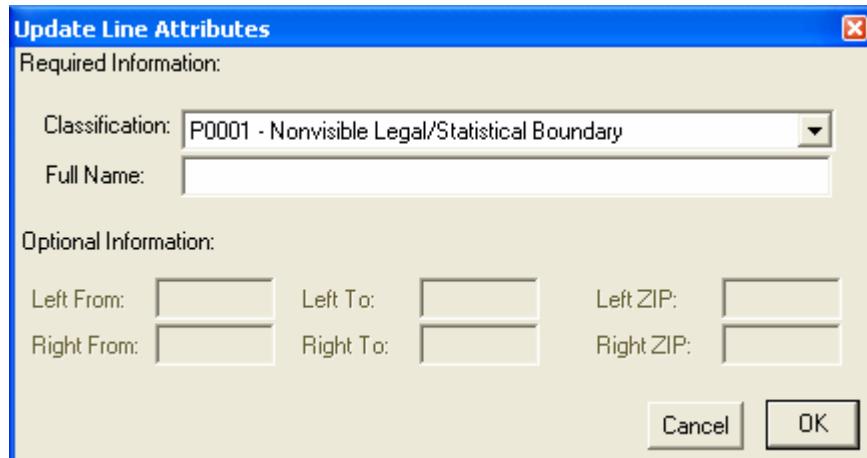 Update Line Attributes
Required Information:
Classification: P0001 - Nonvisible Legal/Statistical Boundary
Full Name:
Optional Information:
Left From: Left To: Left ZIP:
Right From: Right To: Right ZIP:
Cancel OK